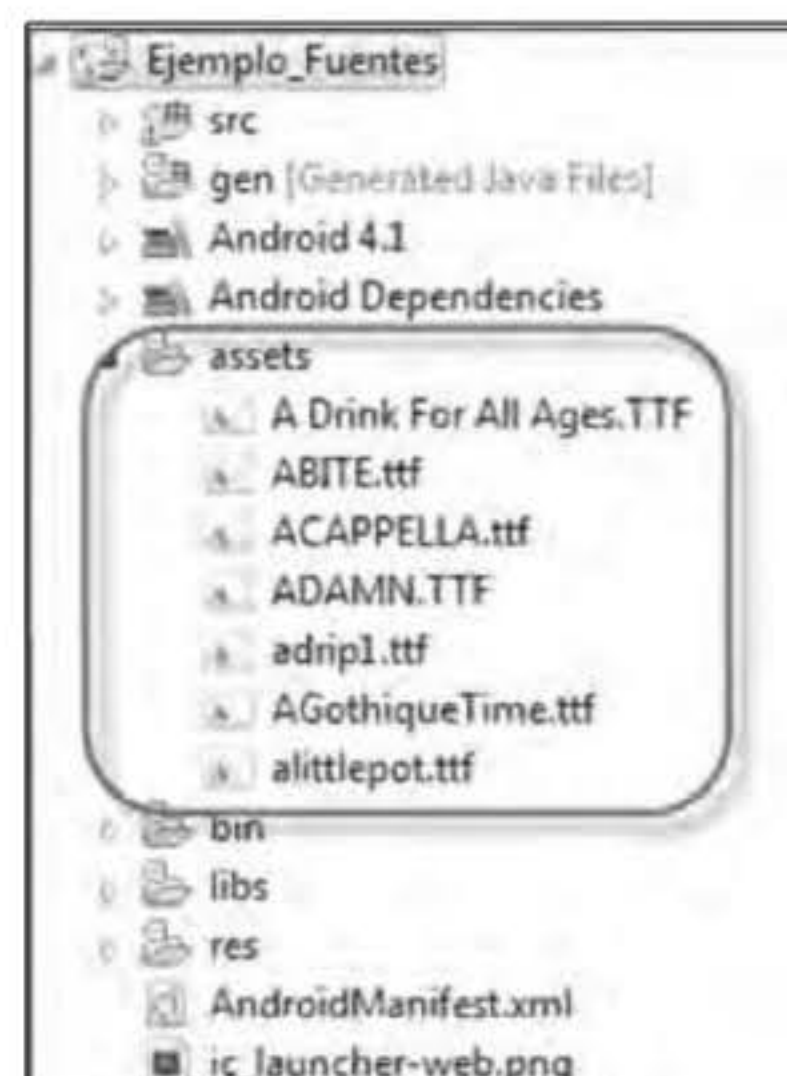 Ejemplo_Fuentes
src
gen [Generated Java Files]
Android 4.1
Android Dependencies
assets
A Drink For All Ages.TTF
ABITE.ttf
ACAPPELLA.ttf
ADAMN.TTF
adrip1.ttf
AGothiqueTime.ttf
alittlepot.ttf
bin
libs
res
AndroidManifest.xml
ic_launcher-web.png